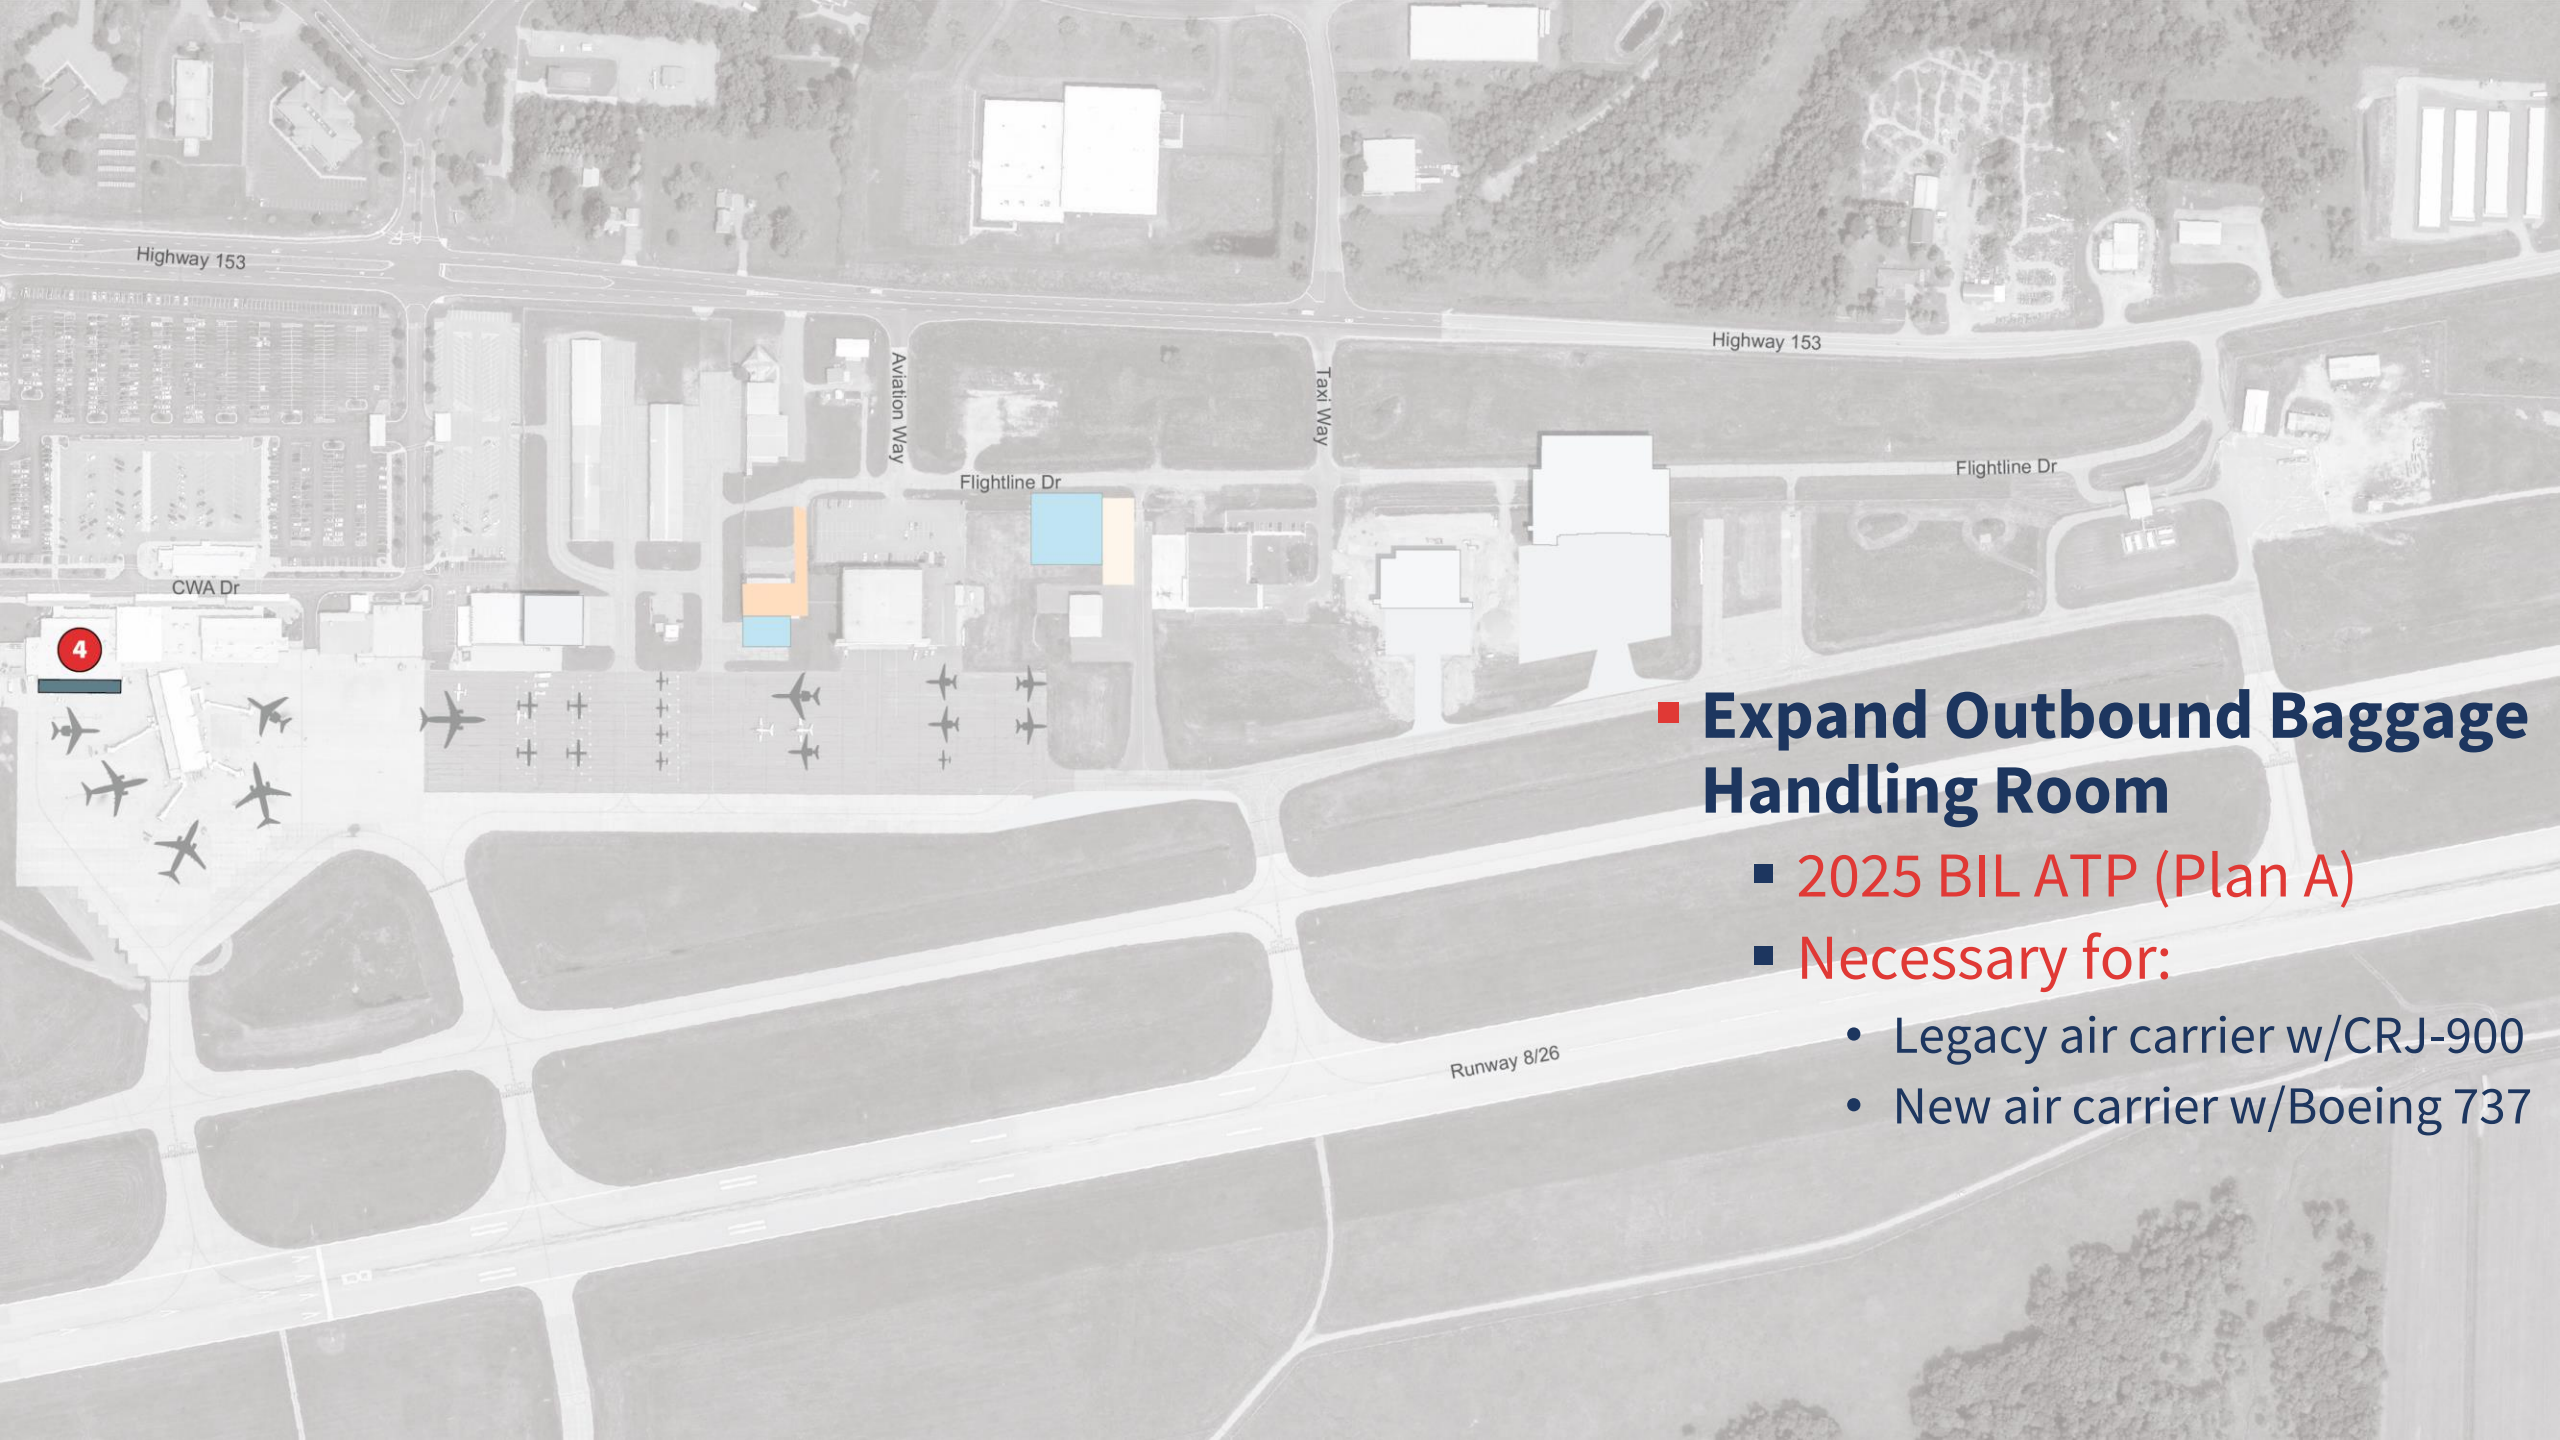 Highway 153
Highway 153
Aviation Way
Taxi Way
Flightline Dr
Flightline Dr
CWA Dr
4
Expand Outbound Baggage
Handling Room
2025 BIL ATP (Plan A)
Necessary for:
Legacy air carrier w/CRJ-900
New air carrier w/Boeing 737
Runway 8/26
8